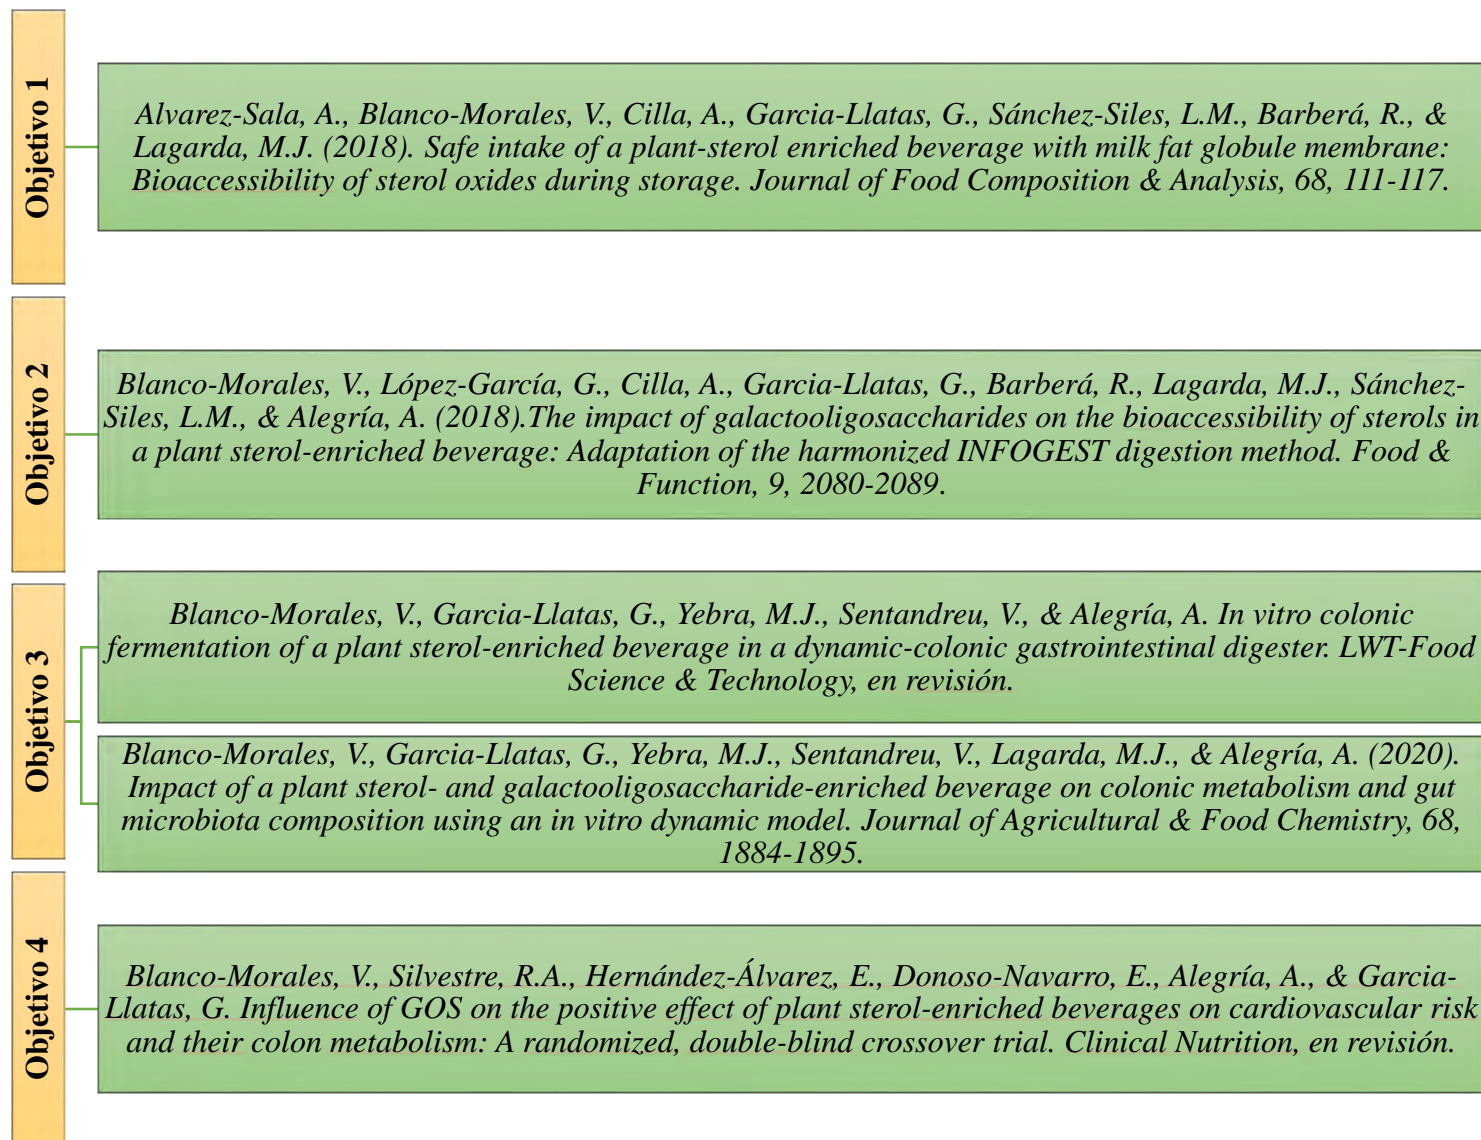 Objetivo 1
Alvarez-Sala, A., Blanco-Morales, V., Cilla, A., Garcia-Llatas, G., Sánchez-Siles, L.M., Barberá, R., &
Lagarda, M.J. (2018). Safe intake of a plant-sterol enriched beverage with milk fat globule membrane:
Bioaccessibility of sterol oxides during storage. Journal of Food Composition & Analysis, 68, 111-117.
Objetivo 2
Blanco-Morales, V., López-García, G., Cilla, A., Garcia-Llatas, G., Barberá, R., Lagarda, M.J., Sánchez-
Siles, L.M., & Alegría, A. (2018).The impact of galactooligosaccharides on the bioaccessibility of sterols in
a plant sterol-enriched beverage: Adaptation of the harmonized INFOGEST digestion method. Food &
Function, 9, 2080-2089.
Objetivo 3
Blanco-Morales, V., Garcia-Llatas, G., Yebra, M.J., Sentandreu, V., & Alegría, A. In vitro colonic
fermentation of a plant sterol-enriched beverage in a dynamic-colonic gastrointestinal digester. LWT-Food
Science & Technology, en revisión.
Blanco-Morales, V., Garcia-Llatas, G., Yebra, M.J., Sentandreu, V., Lagarda, M.J., & Alegría, A. (2020).
Impact of a plant sterol- and galactooligosaccharide-enriched beverage on colonic metabolism and gut
microbiota composition using an in vitro dynamic model. Journal of Agricultural & Food Chemistry, 68,
1884-1895.
Objetivo 4
Blanco-Morales, V., Silvestre, R.A., Hernández-Álvarez, E., Donoso-Navarro, E., Alegría, A., & Garcia-
Llatas, G. Influence of GOS on the positive effect of plant sterol-enriched beverages on cardiovascular risk
and their colon metabolism: A randomized, double-blind crossover trial. Clinical Nutrition, en revisión.